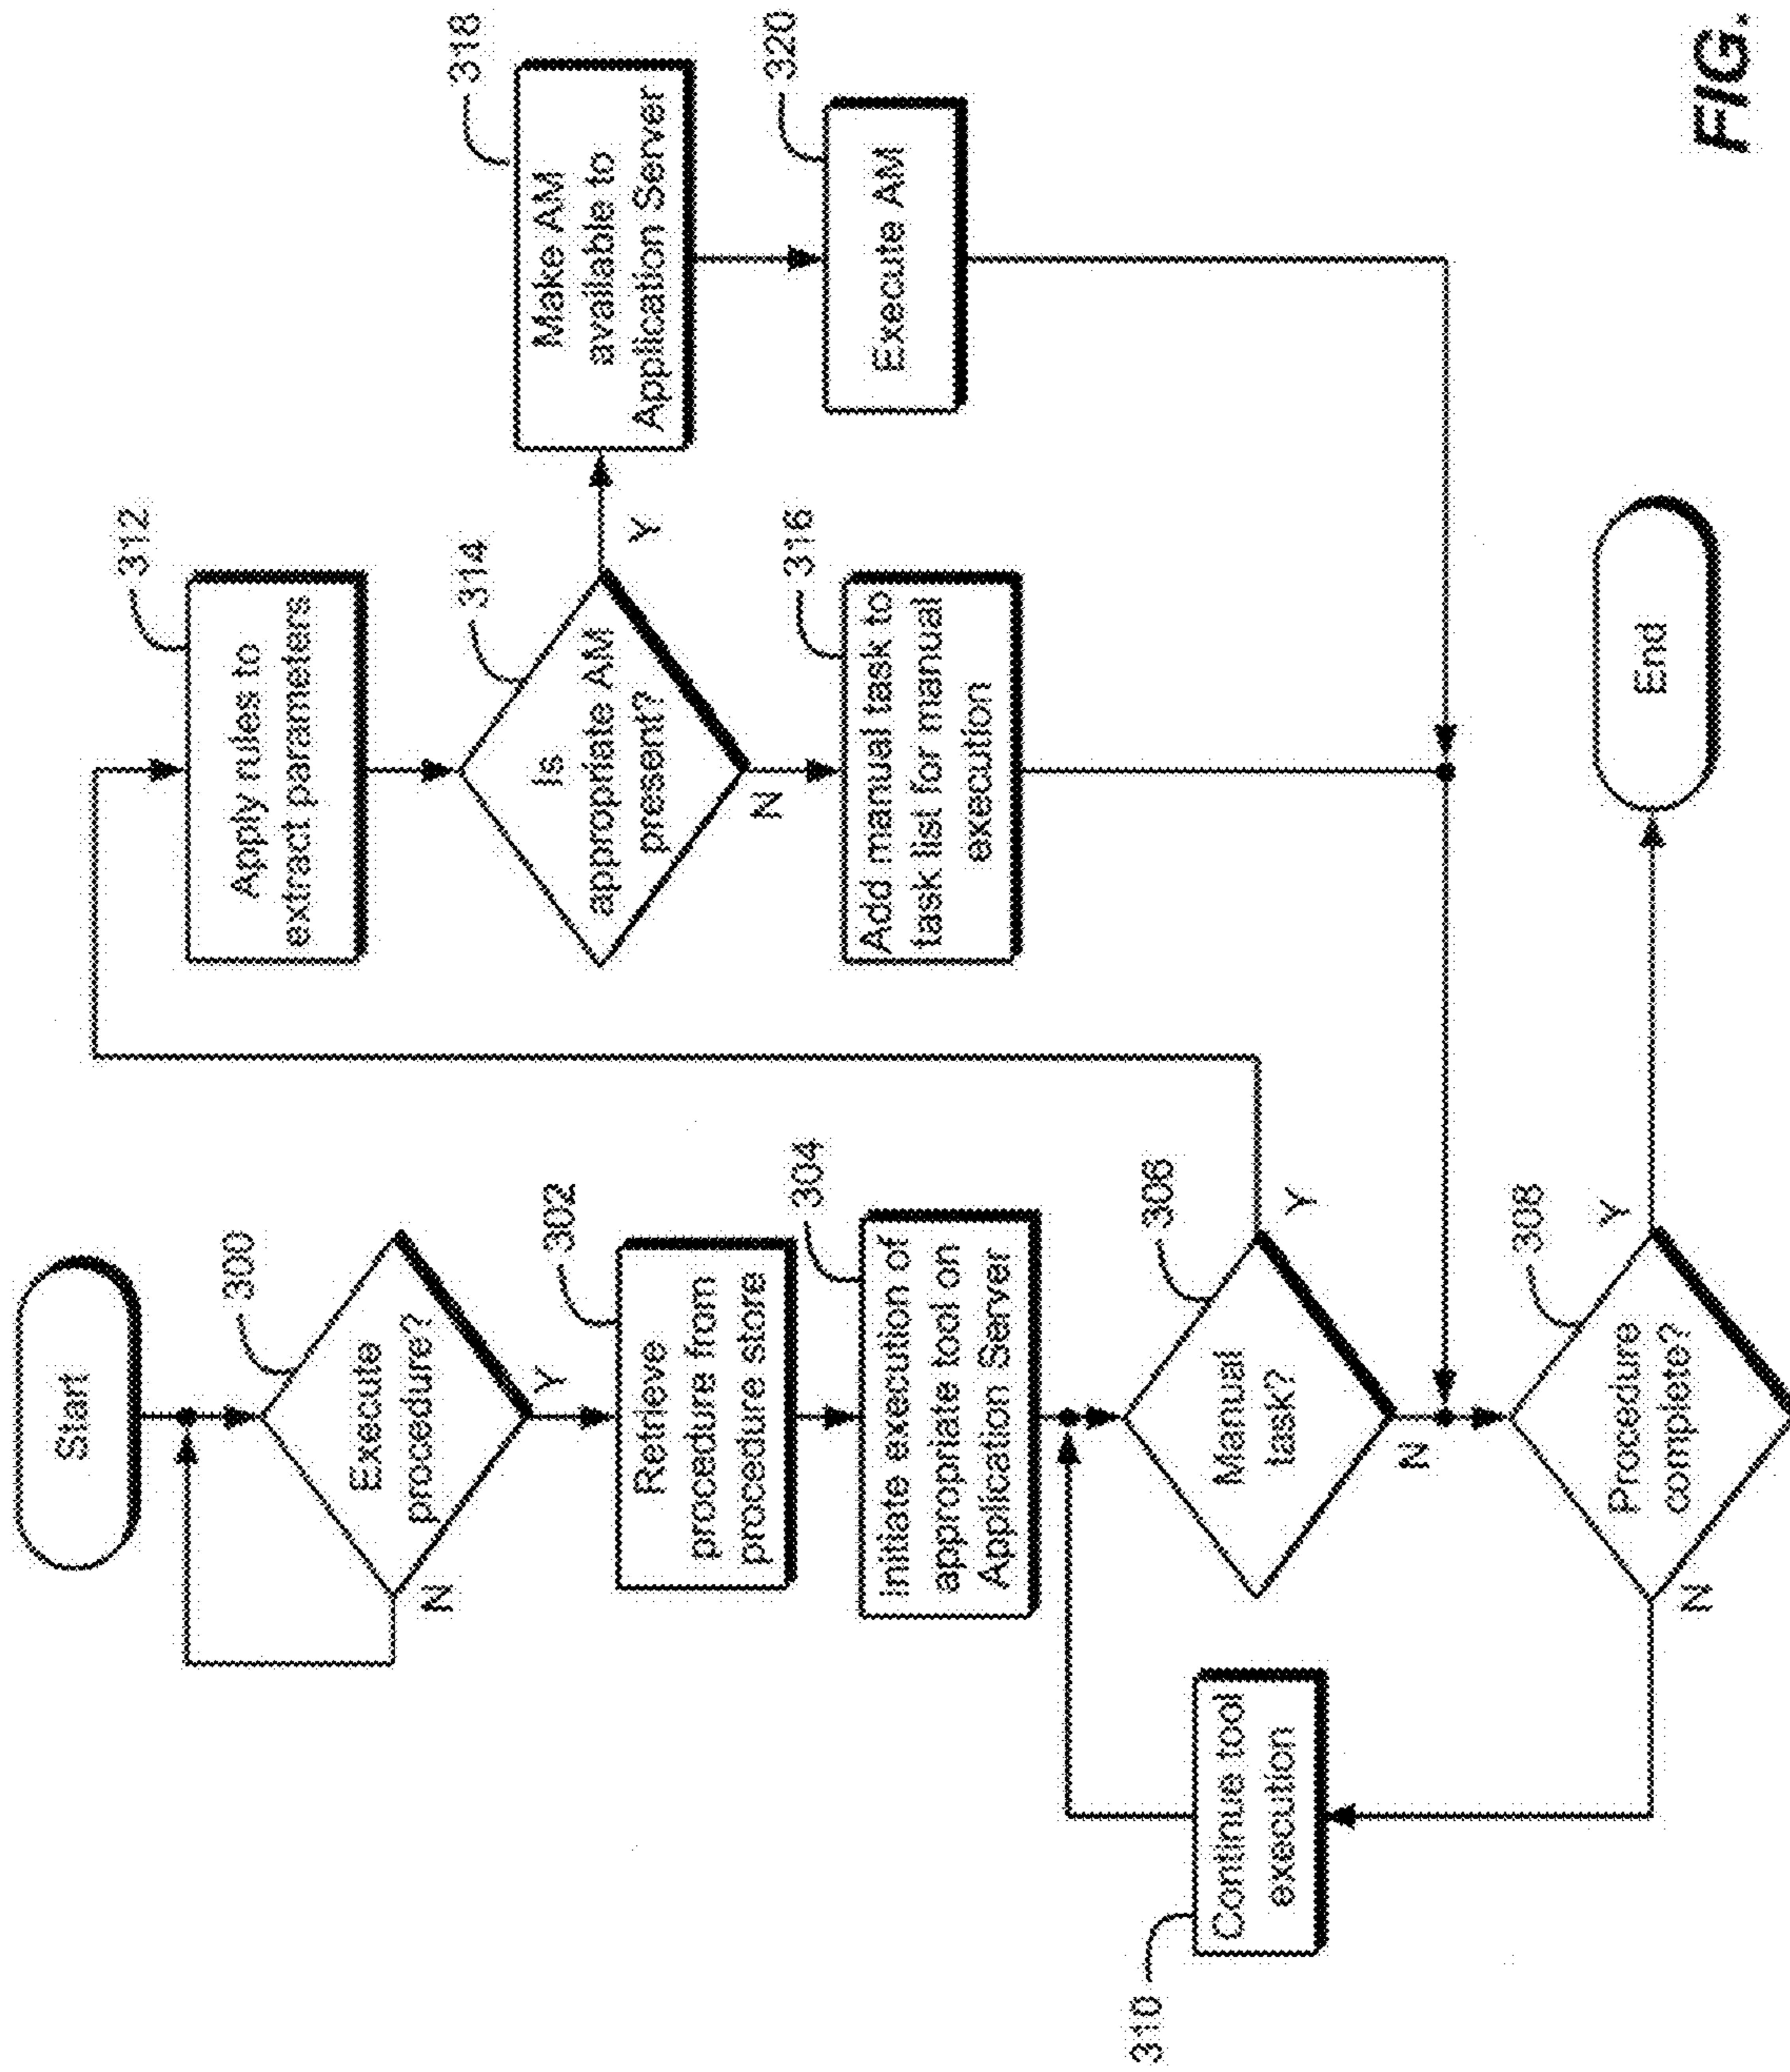 Start
300
Execute
procedure?
N
Y
302
Retrieve
procedure from
procedure store
304
Initiate execution of
appropriate tool on
Application Server
306
Manual
task?
Y
N
308
Procedure
complete?
Y
N
310
Continue tool
execution
312
Apply rules to
extract parameters
314
Is
appropriate AM
present?
Y
N
316
Add manual task to
task list for manual
execution
318
Make AM
available to
Application Server
320
Execute AM
End
FIG.